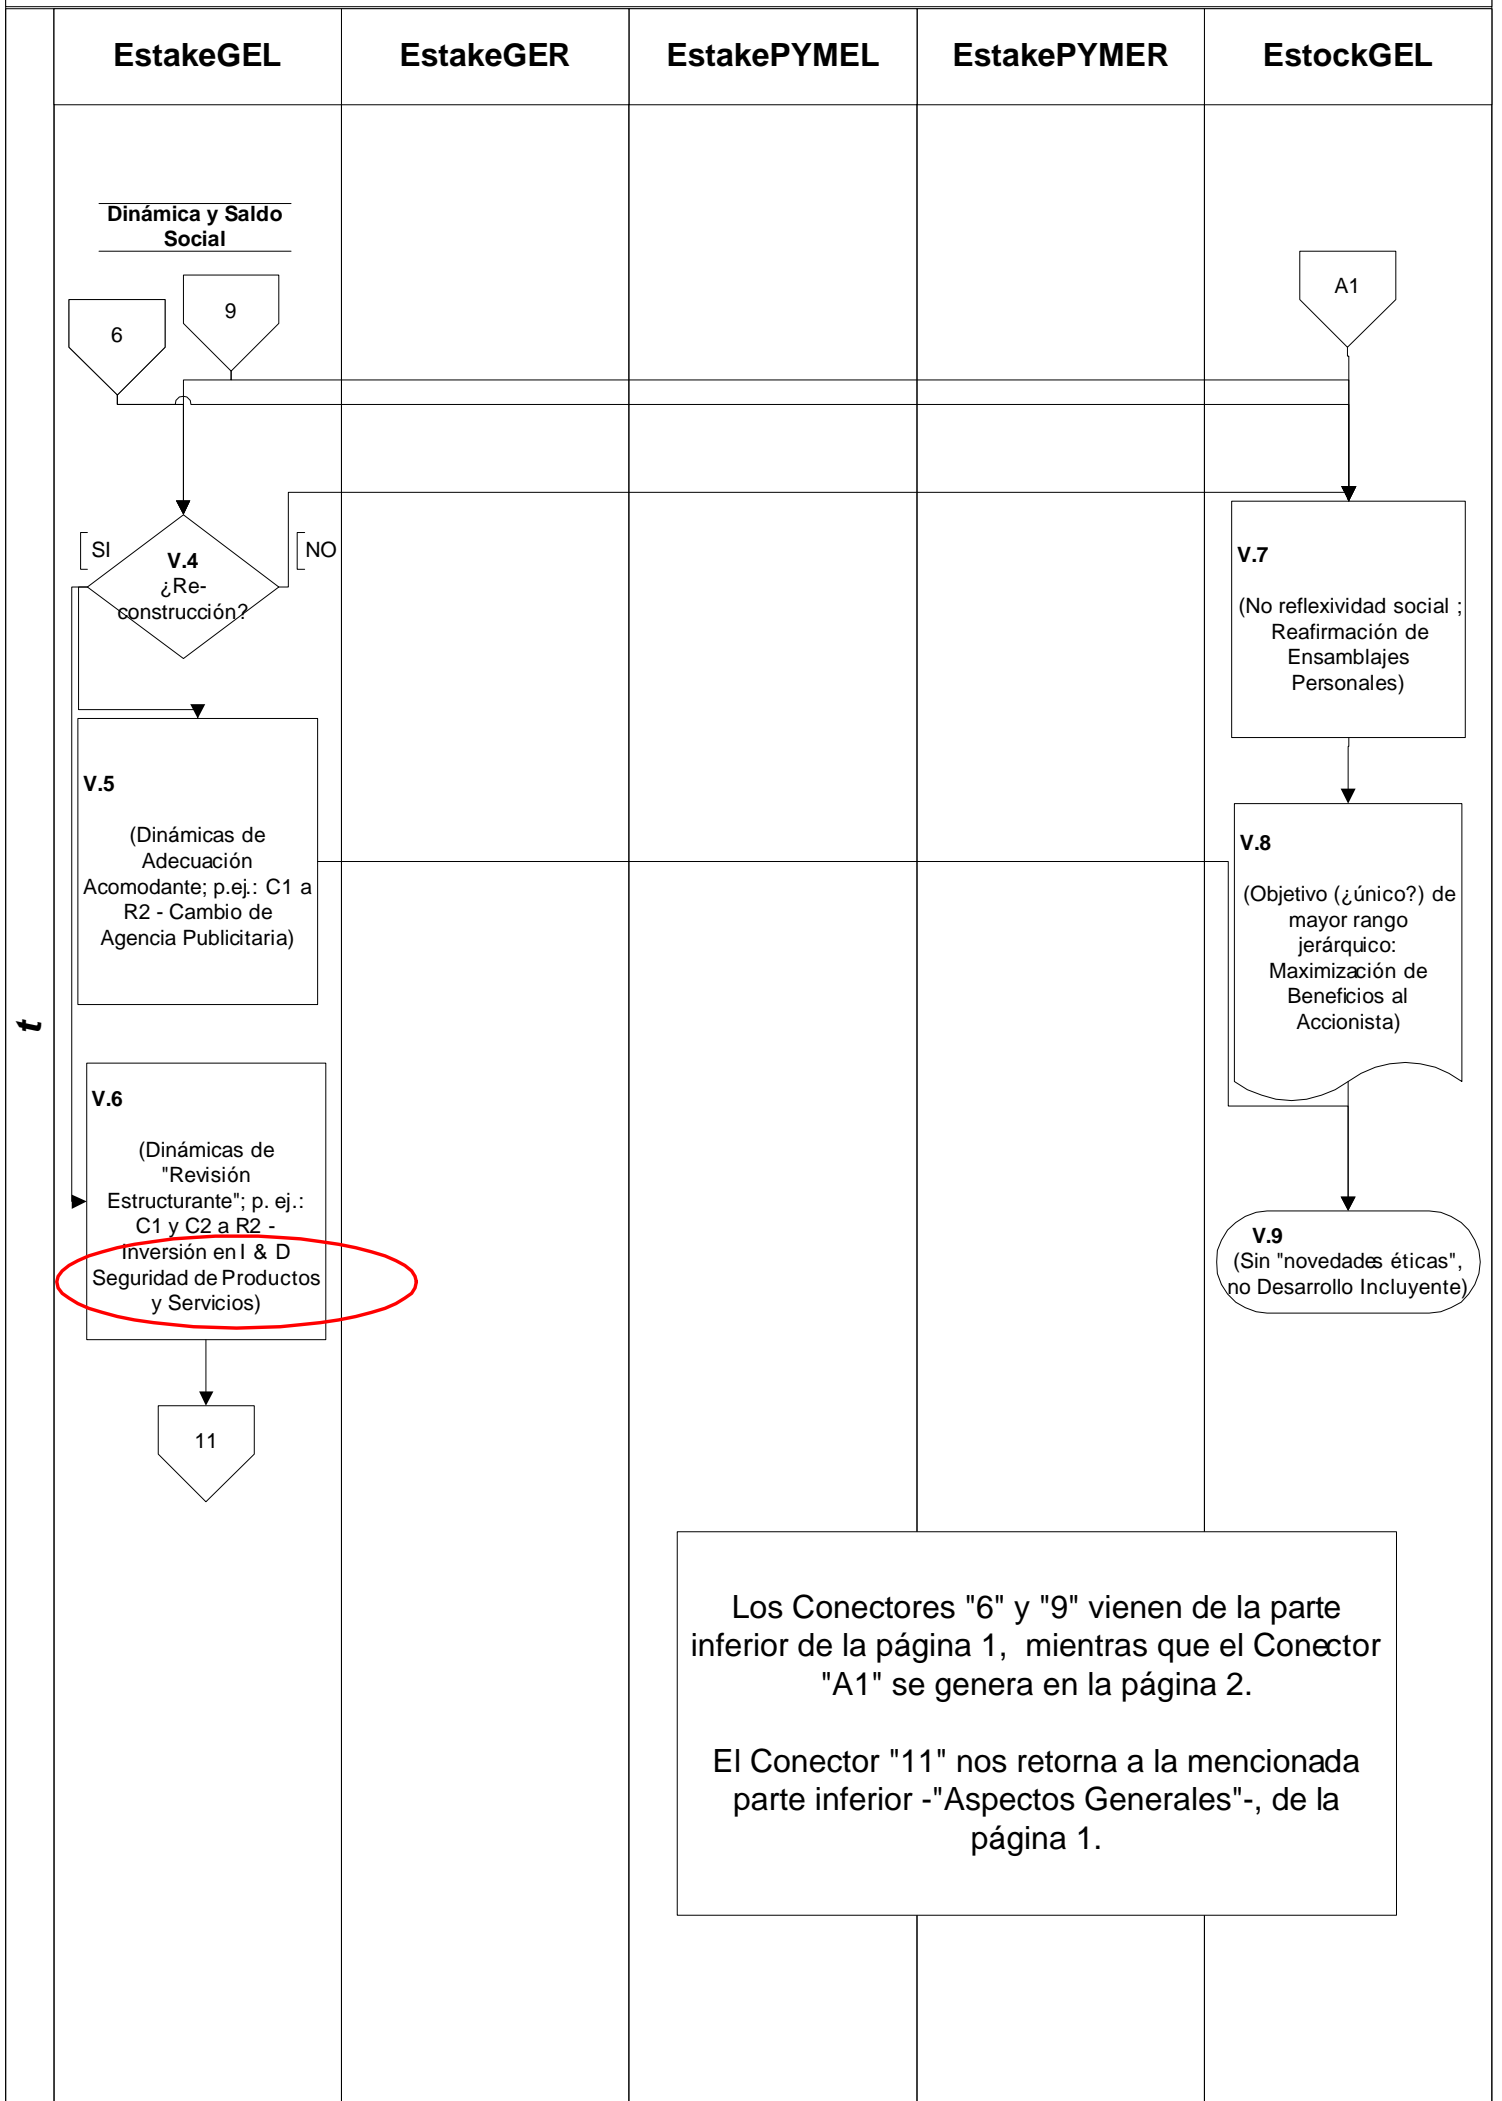 EstakeGEL
EstakeGER
EstakePYMEL
EstakePYMER
EstockGEL
t
Dinámica y Saldo
Social
6
9
A1
SI
V.4
¿Re-
construcción?
NO
V.5
(Dinámicas de
Adecuación
Acomodante; p.ej.: C1 a
R2 - Cambio de
Agencia Publicitaria)
V.6
(Dinámicas de
"Revisión
Estructurante"; p. ej.:
C1 y C2 a R2 -
Inversión en I & D
Seguridad de Productos
y Servicios)
11
V.7
(No reflexividad social ;
Reafirmación de
Ensamblajes
Personales)
V.8
(Objetivo (¿único?) de
mayor rango
jerárquico:
Maximización de
Beneficios al
Accionista)
V.9
(Sin "novedades éticas",
no Desarrollo Incluyente)
Los Conectores "6" y "9" vienen de la parte
inferior de la página 1, mientras que el Conector
"A1" se genera en la página 2.
El Conector "11" nos retorna a la mencionada
parte inferior -"Aspectos Generales"-, de la
página 1.